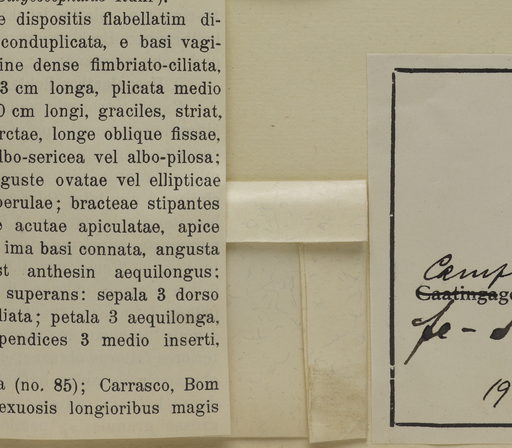 e dispositis flabellatim di-
conduplicata, e basi vagi-
ine dense fimbriato-ciliata,
3 cm longa, plicata medio
0 cm longi, graciles, striat,
rctae, longe oblique fissae,
lbo-sericea vel albo-pilosa;
guste ovatae vel ellipticae
erulae; bracteae stipantes
e acutae apiculatae, apice
ima basi connata, angusta
st anthesin aequilongus:
superans: sepala 3 dorso
liata; petala 3 aequilonga,
pendices 3 medio inserti,
a (no. 85); Carrasco, Bom
exuosis longioribus magis
Camp
Caatingage
19